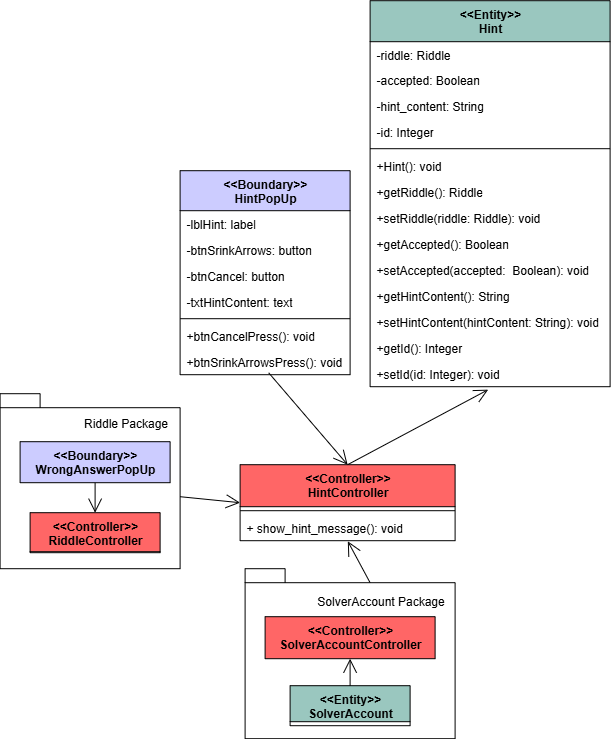 <<Entity>>
Hint
-riddle: Riddle
-accepted: Boolean
-hint_content: String
-id: Integer
+Hint(): void
+getRiddle(): Riddle
+setRiddle(riddle: Riddle): void
+getAccepted(): Boolean
+setAccepted(accepted:  Boolean): void
+getHintContent(): String
+setHintContent(hintContent: String): void
+getId(): Integer
+setId(id: Integer): void
<<Boundary>>
HintPopUp
-lblHint: label
-btnSrinkArrows: button
-btnCancel: button
-txtHintContent: text
+btnCancelPress(): void
+btnSrinkArrowsPress(): void
Riddle Package
<<Boundary>>
WrongAnswerPopUp
<<Controller>>
RiddleController
<<Controller>>
HintController
+ show_hint_message(): void
SolverAccount Package
<<Controller>>
SolverAccountController
<<Entity>>
SolverAccount